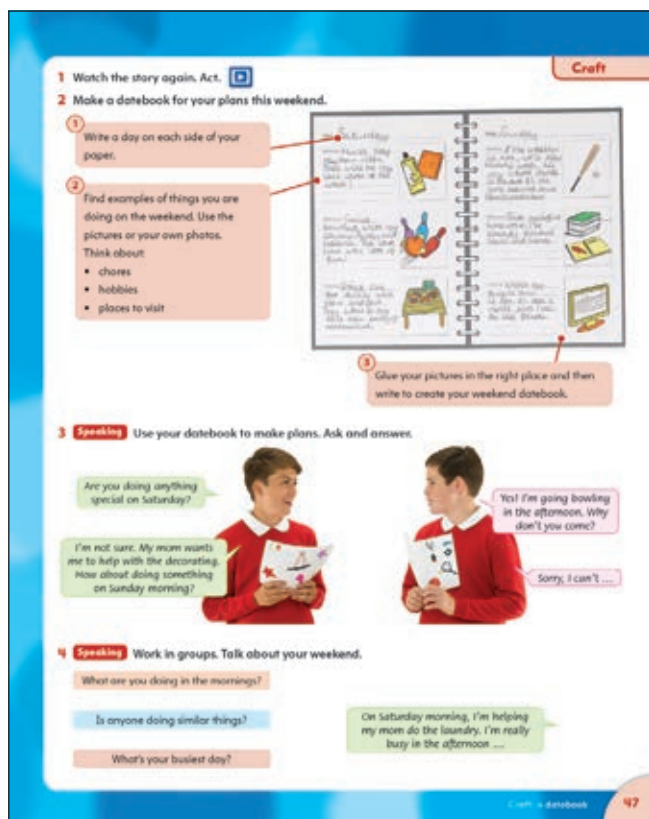 Craft
1 Watch the story again. Act.
2 Make a datebook for your plans this weekend.
1
Write a day on each side of your
paper.
2
Find examples of things you are
doing on the weekend. Use the
pictures or your own photos.
Think about:
• chores
• hobbies
• places to visit
3
Glue your pictures in the right place and then
write to create your weekend datebook.
3 Speaking Use your datebook to make plans. Ask and answer.
Are you doing anything
special on Saturday?
Yes! I'm going bowling
in the afternoon. Why
don't you come?
I'm not sure. My mom wants
me to help with the decorating.
How about doing something
on Sunday morning?
Sorry, I can't ....
4 Speaking Work in groups. Talk about your weekend.
What are you doing in the mornings?
Is anyone doing similar things?
What's your busiest day?
On Saturday morning, I'm helping
my mom do the laundry. I'm really
busy in the afternoon ....
Craft: a datebook 47